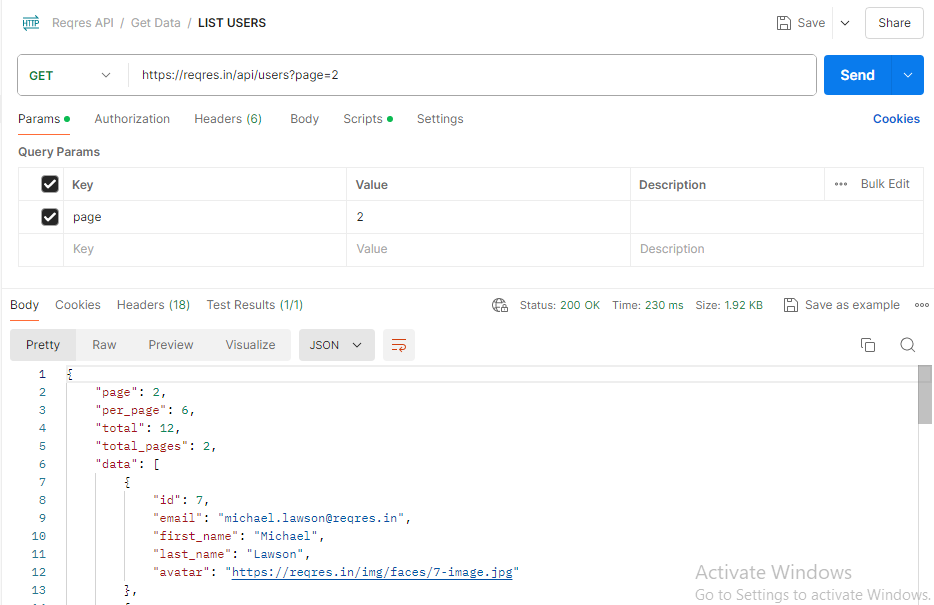 HTTP Reqres API / Get Data / LIST USERS Save Share
GET https://reqres.in/api/users?page=2 Send
Params Authorization Headers (6) Body Scripts Settings Cookies
Query Params
Key Value Description Bulk Edit
page 2
Key Value Description
Body Cookies Headers (18) Test Results (1/1) Status: 200 OK Time: 230 ms Size: 1.92 KB Save as example
Pretty Raw Preview Visualize JSON
1 {
2 "page": 2,
3 "per_page": 6,
4 "total": 12,
5 "total_pages": 2,
6 "data": [
7 {
8 "id": 7,
9 "email": "michael.lawson@reqres.in",
10 "first_name": "Michael",
11 "last_name": "Lawson",
12 "avatar": "https://reqres.in/img/faces/7-image.jpg"
13 },
Activate Windows
Go to Settings to activate Windows.